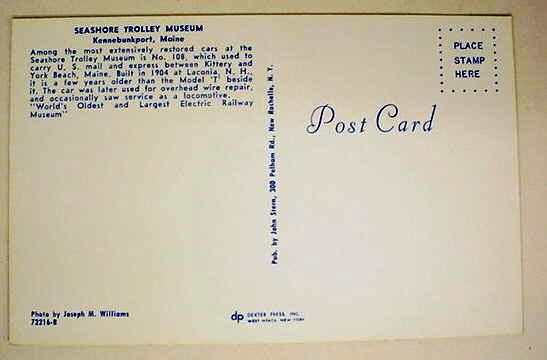 SEASHORE TROLLEY MUSEUM
Kennebunkport, Maine
Among the most extensively restored cars at the
Seashore Trolley Museum is No. 108, which used to
carry U. S. mail and express between Kittery and
York Beach, Maine. Built in 1904 at Laconia, N. H.,
it is a few years older than the Model 'T' beside
it. The car was later used for overhead wire repair,
and occasionally saw service as a locomotive.
"World's Oldest and Largest Electric Railway
Museum"
Photo by Joseph M. Williams
72216-B
Pub. by John Stern, 300 Pelham Rd., New Rochelle, N. Y.
dp DEXTER PRESS, INC.
WEST NYACK, NEW YORK
PLACE
STAMP
HERE
Post Card